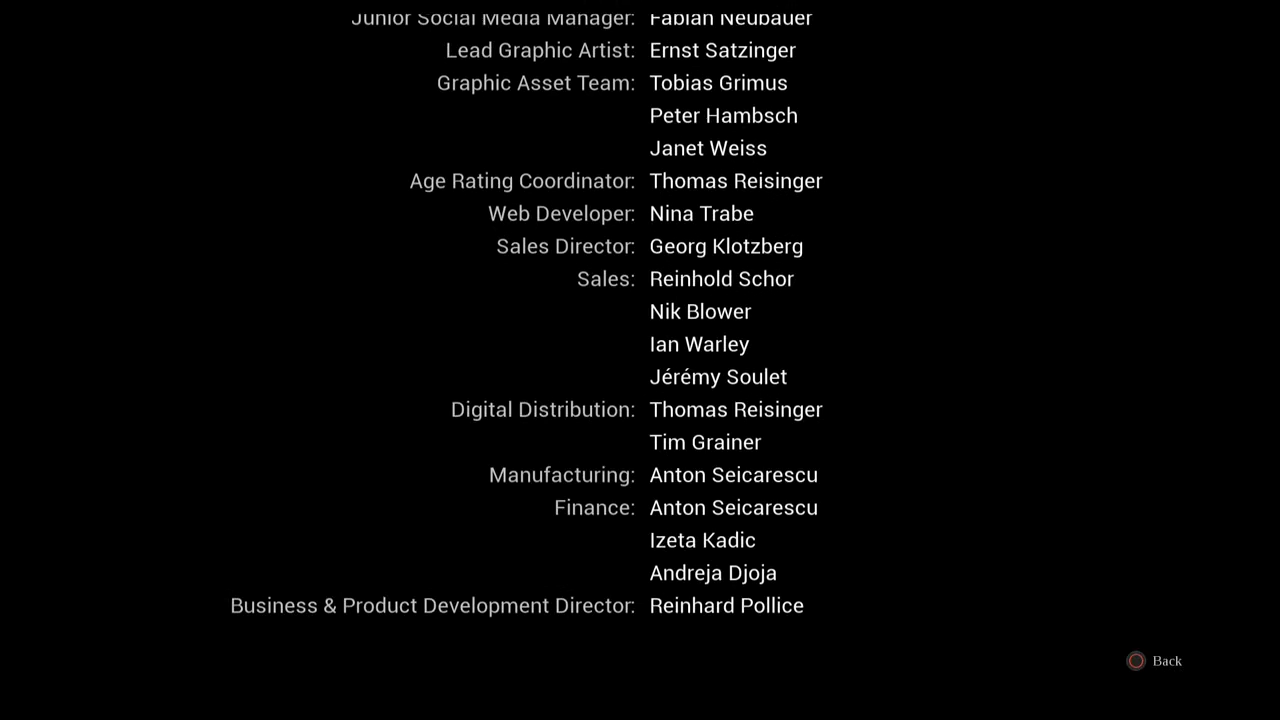 Junior Social Media Manager: Fabian Neubauer
Lead Graphic Artist: Ernst Satzinger
Graphic Asset Team: Tobias Grimus
Peter Hambsch
Janet Weiss
Age Rating Coordinator: Thomas Reisinger
Web Developer: Nina Trabe
Sales Director: Georg Klotzberg
Sales: Reinhold Schor
Nik Blower
Ian Warley
Jérémy Soulet
Digital Distribution: Thomas Reisinger
Tim Grainer
Manufacturing: Anton Seicarescu
Finance: Anton Seicarescu
Izeta Kadic
Andreja Djoja
Business & Product Development Director: Reinhard Pollice
Back